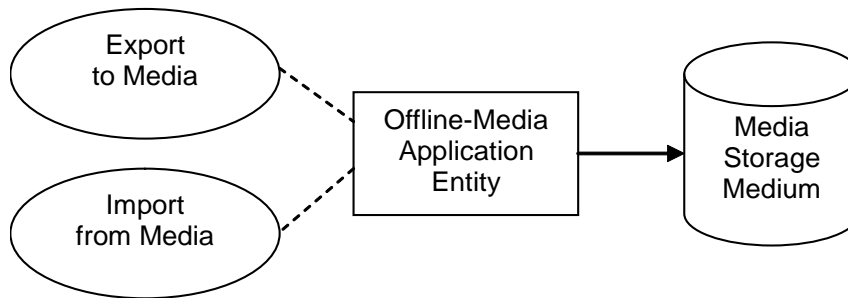 Export
to Media
Import
from Media
Offline-Media
Application
Entity
Media
Storage
Medium